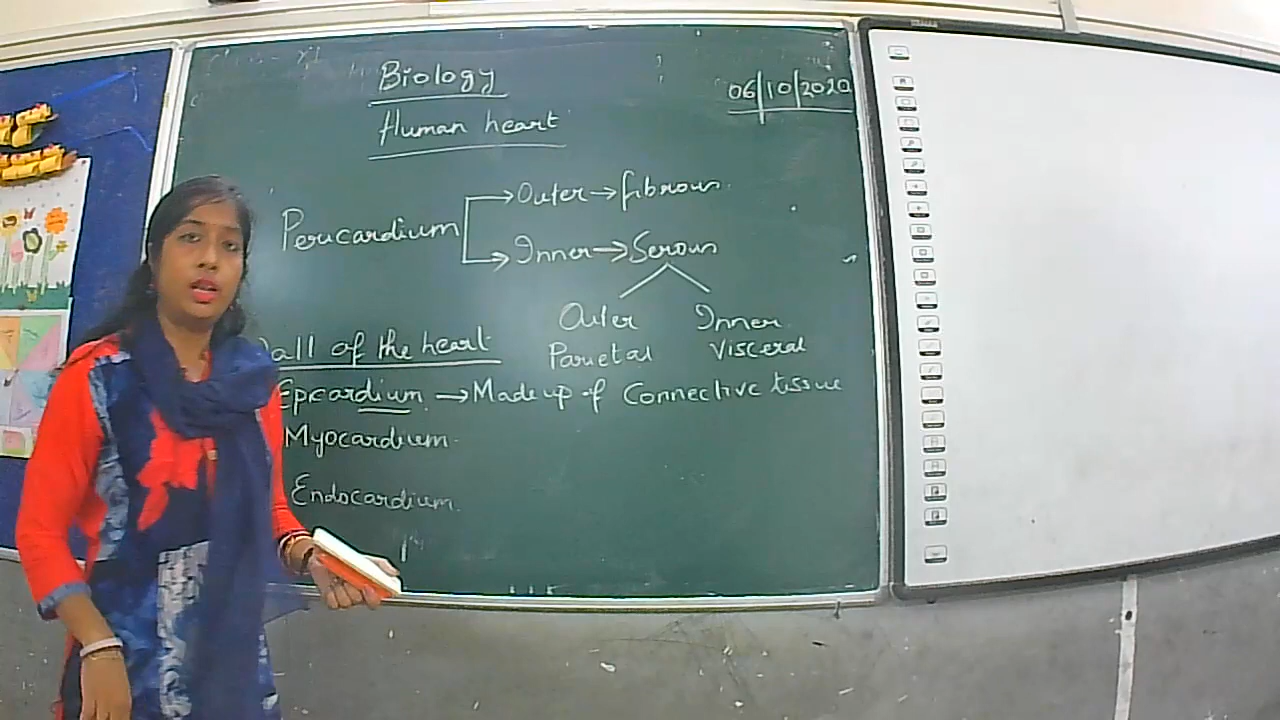 Biology
06/10/2020
Human heart
Pericardium → Outer → fibrous
→ Inner → Serous
Outer Inner
Parietal Visceral
all of the heart
Epicardium → Made up of Connective tissue
Myocardium
Endocardium